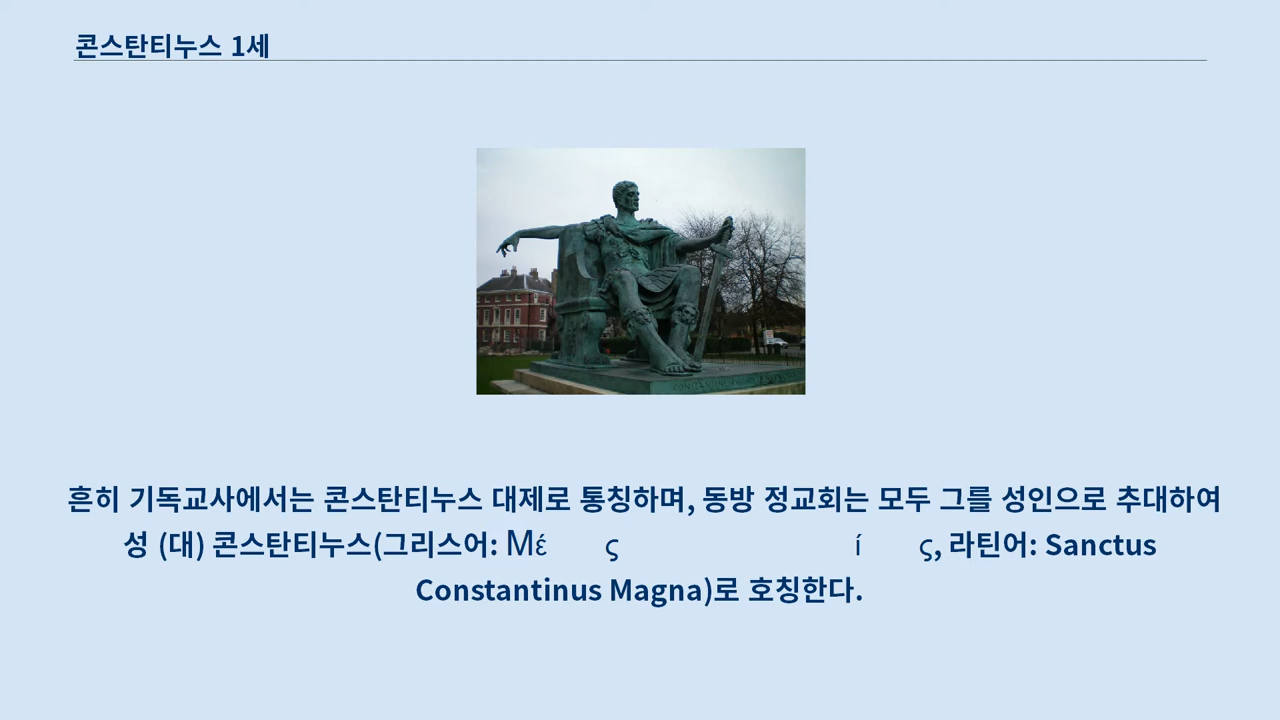 콘스탄티누스 1세
흔히 기독교사에서는 콘스탄티누스 대제로 통칭하며, 동방 정교회는 모두 그를 성인으로 추대하여
성 (대) 콘스탄티누스(그리스어: Μέ ς ί ς, 라틴어: Sanctus
Constantinus Magna)로 호칭한다.